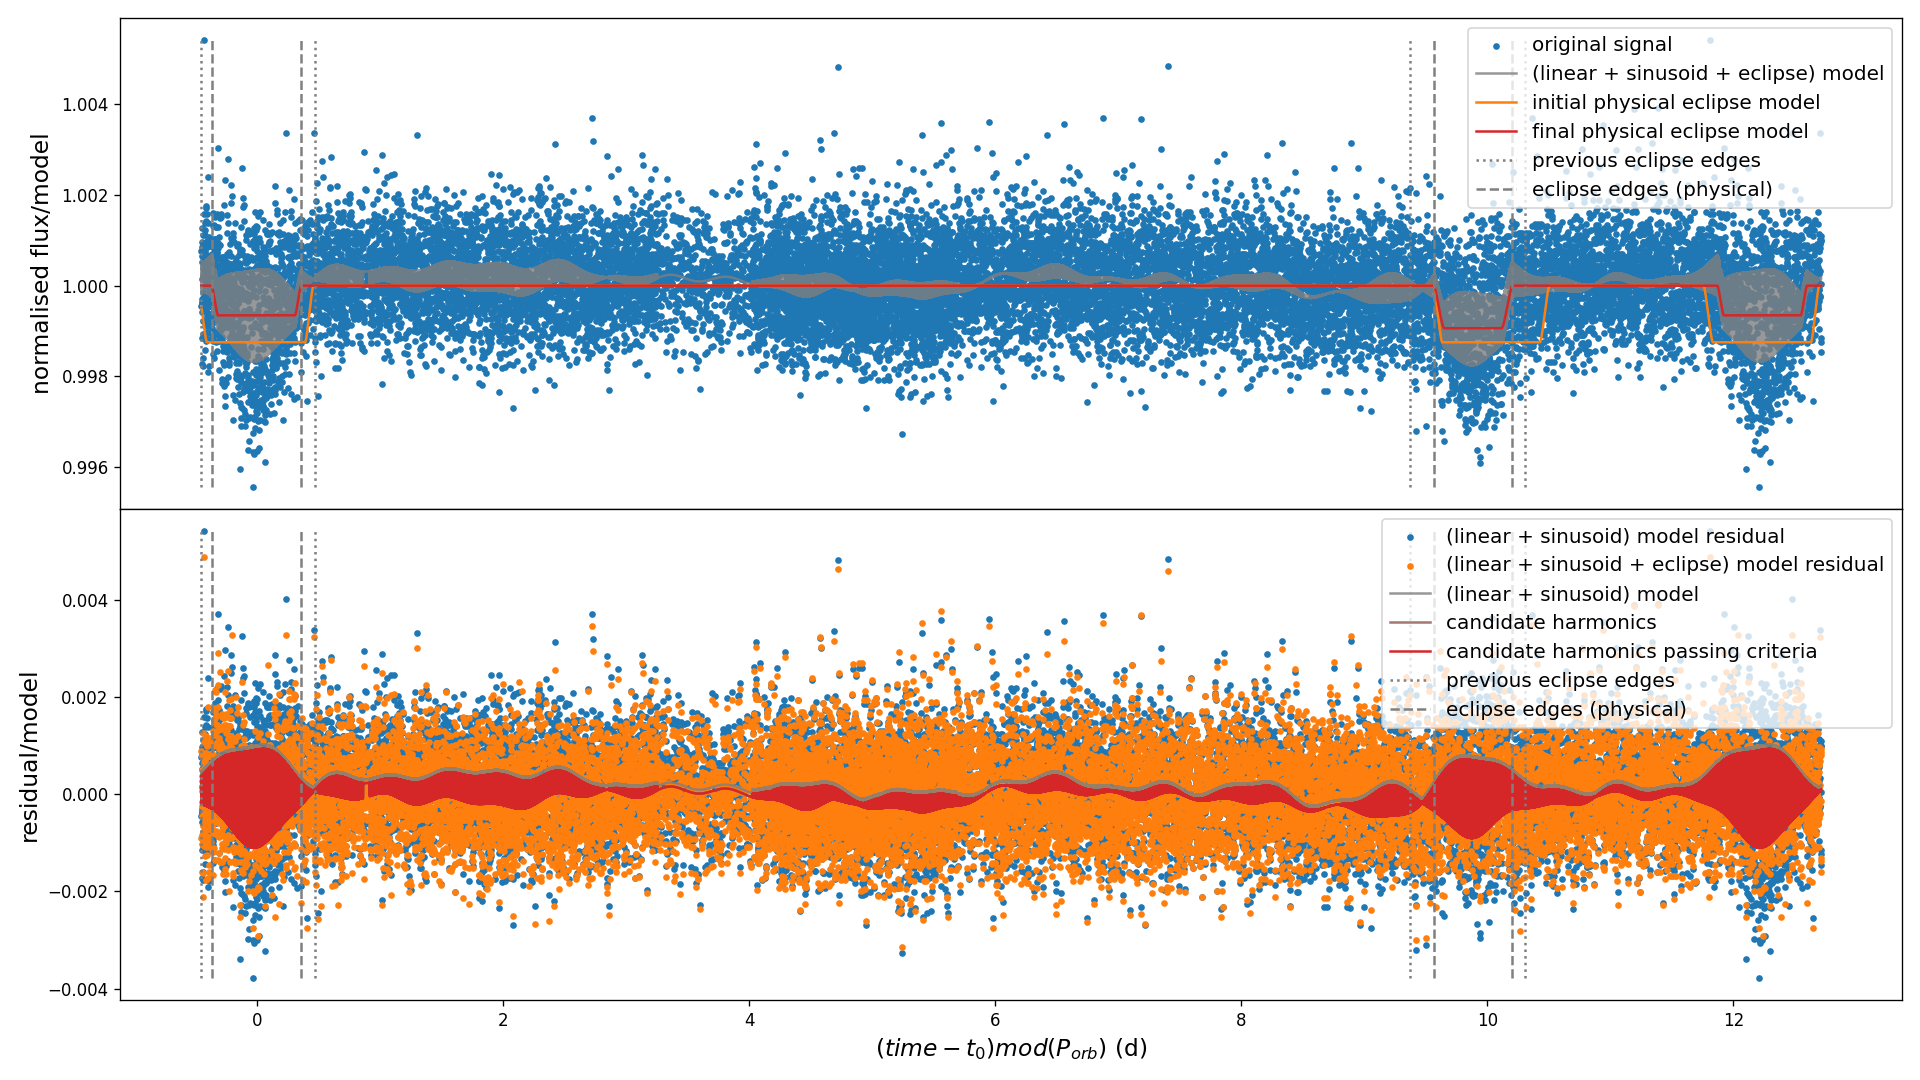 normalised flux/model
1.004
1.002
1.000
0.998
0.996
original signal
(linear + sinusoid + eclipse) model
initial physical eclipse model
final physical eclipse model
previous eclipse edges
eclipse edges (physical)
residual/model
0.004
0.002
0.000
−0.002
−0.004
(linear + sinusoid) model residual
(linear + sinusoid + eclipse) model residual
(linear + sinusoid) model
candidate harmonics
candidate harmonics passing criteria
previous eclipse edges
eclipse edges (physical)
0 2 4 6 8 10 12
(time − t₀)mod(P_{orb}) (d)